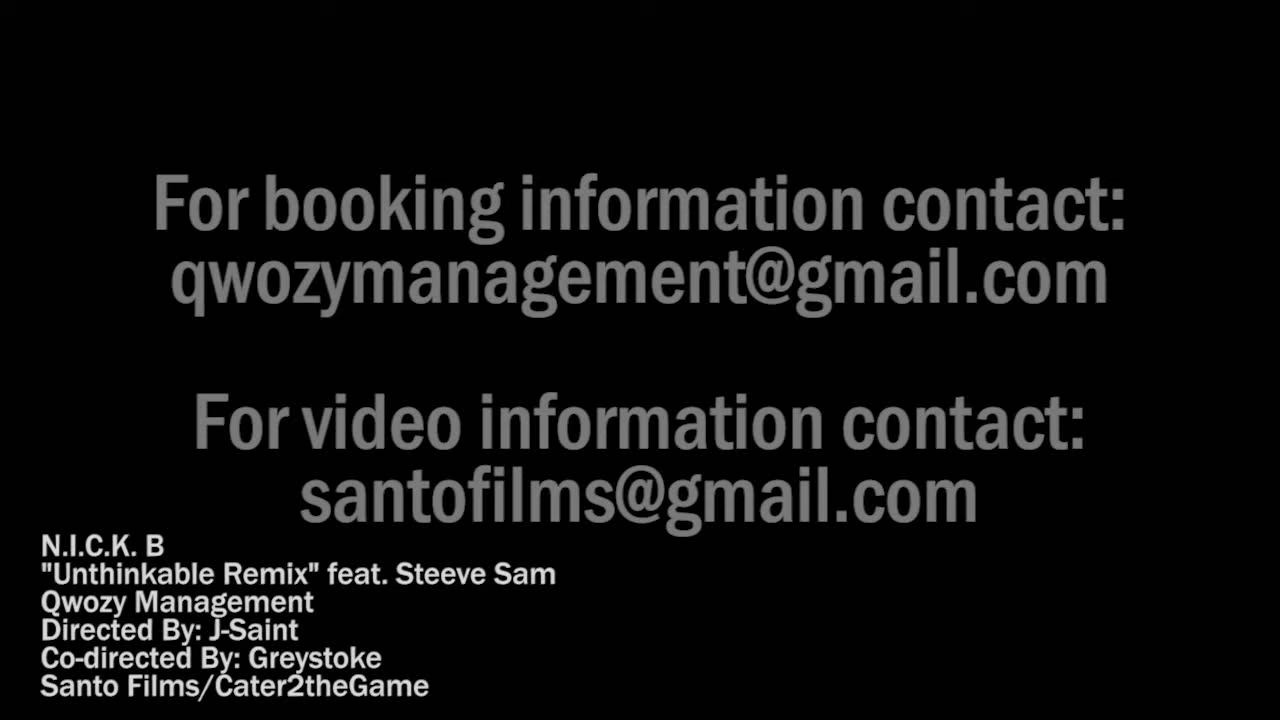 For booking information contact:
qwozymanagement@gmail.com
For video information contact:
santofilms@gmail.com
N.I.C.K. B
"Unthinkable Remix" feat. Steeve Sam
Qwozy Management
Directed By: J-Saint
Co-directed By: Greystoke
Santo Films/Cater2theGame